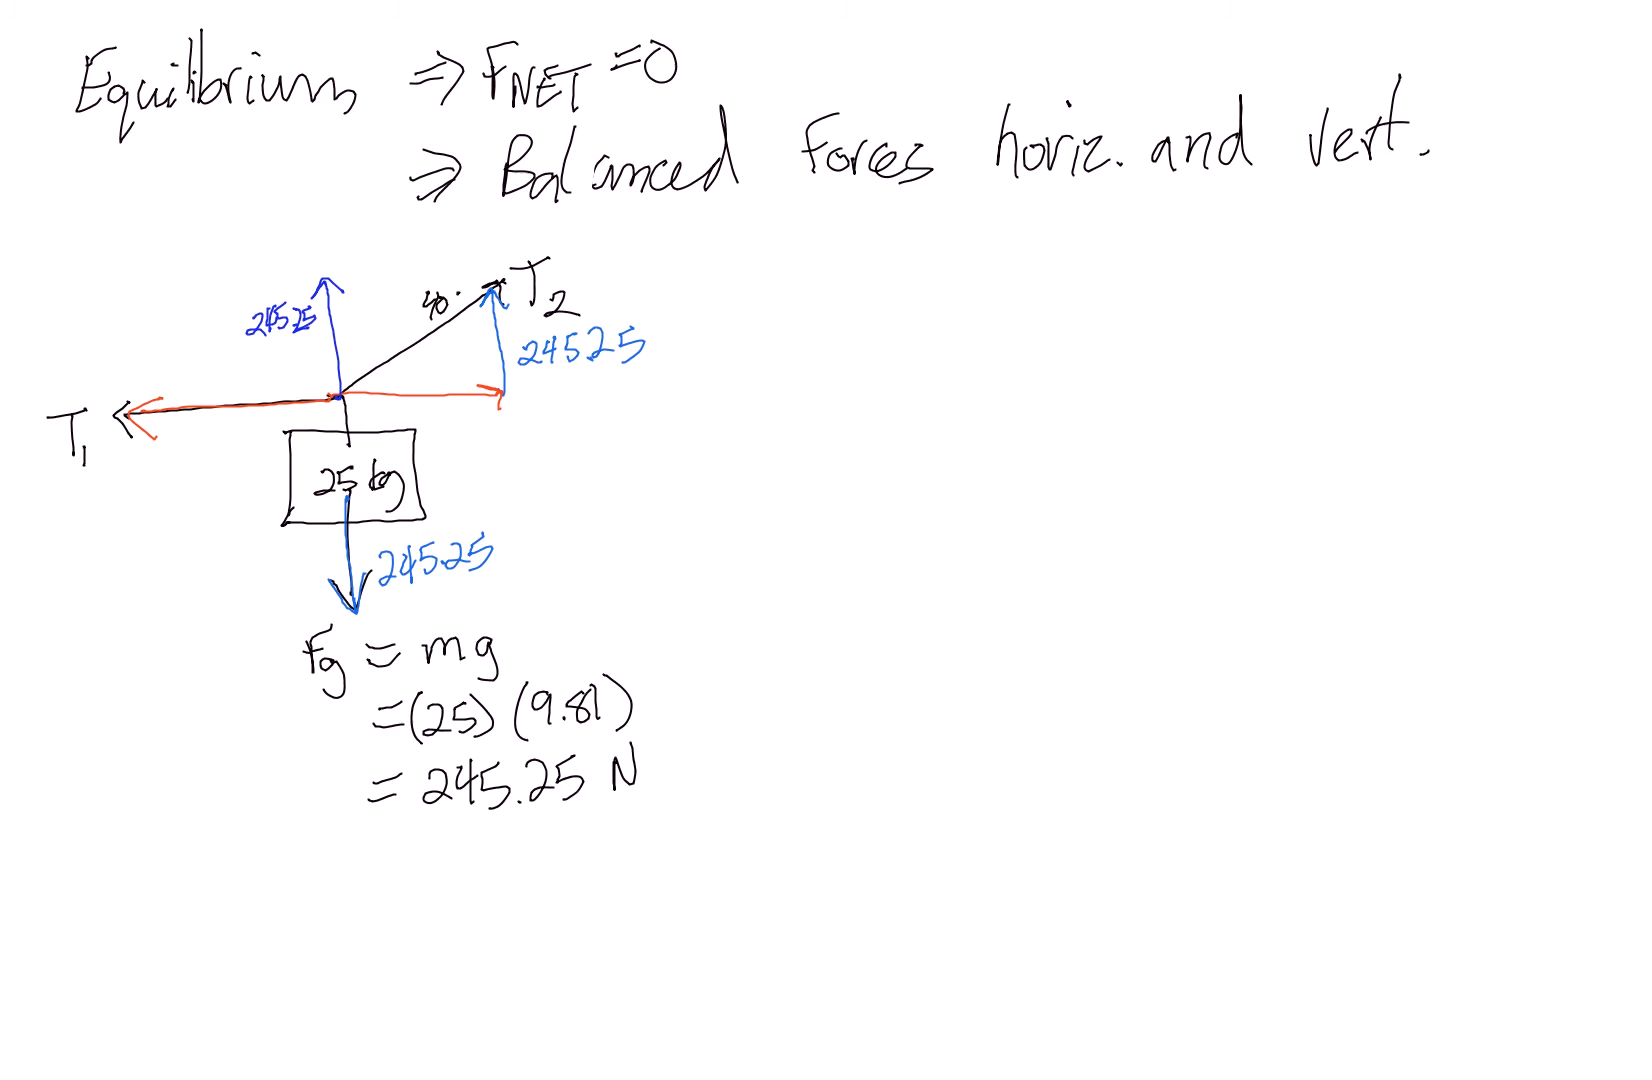 Equilibrium ⇒ FNET = 0
⇒ Balanced Forces horiz. and vert.
T2
40°
245.25
245.25
T1
25 kg
245.25
Fg = mg
= (25) (9.81)
= 245.25 N